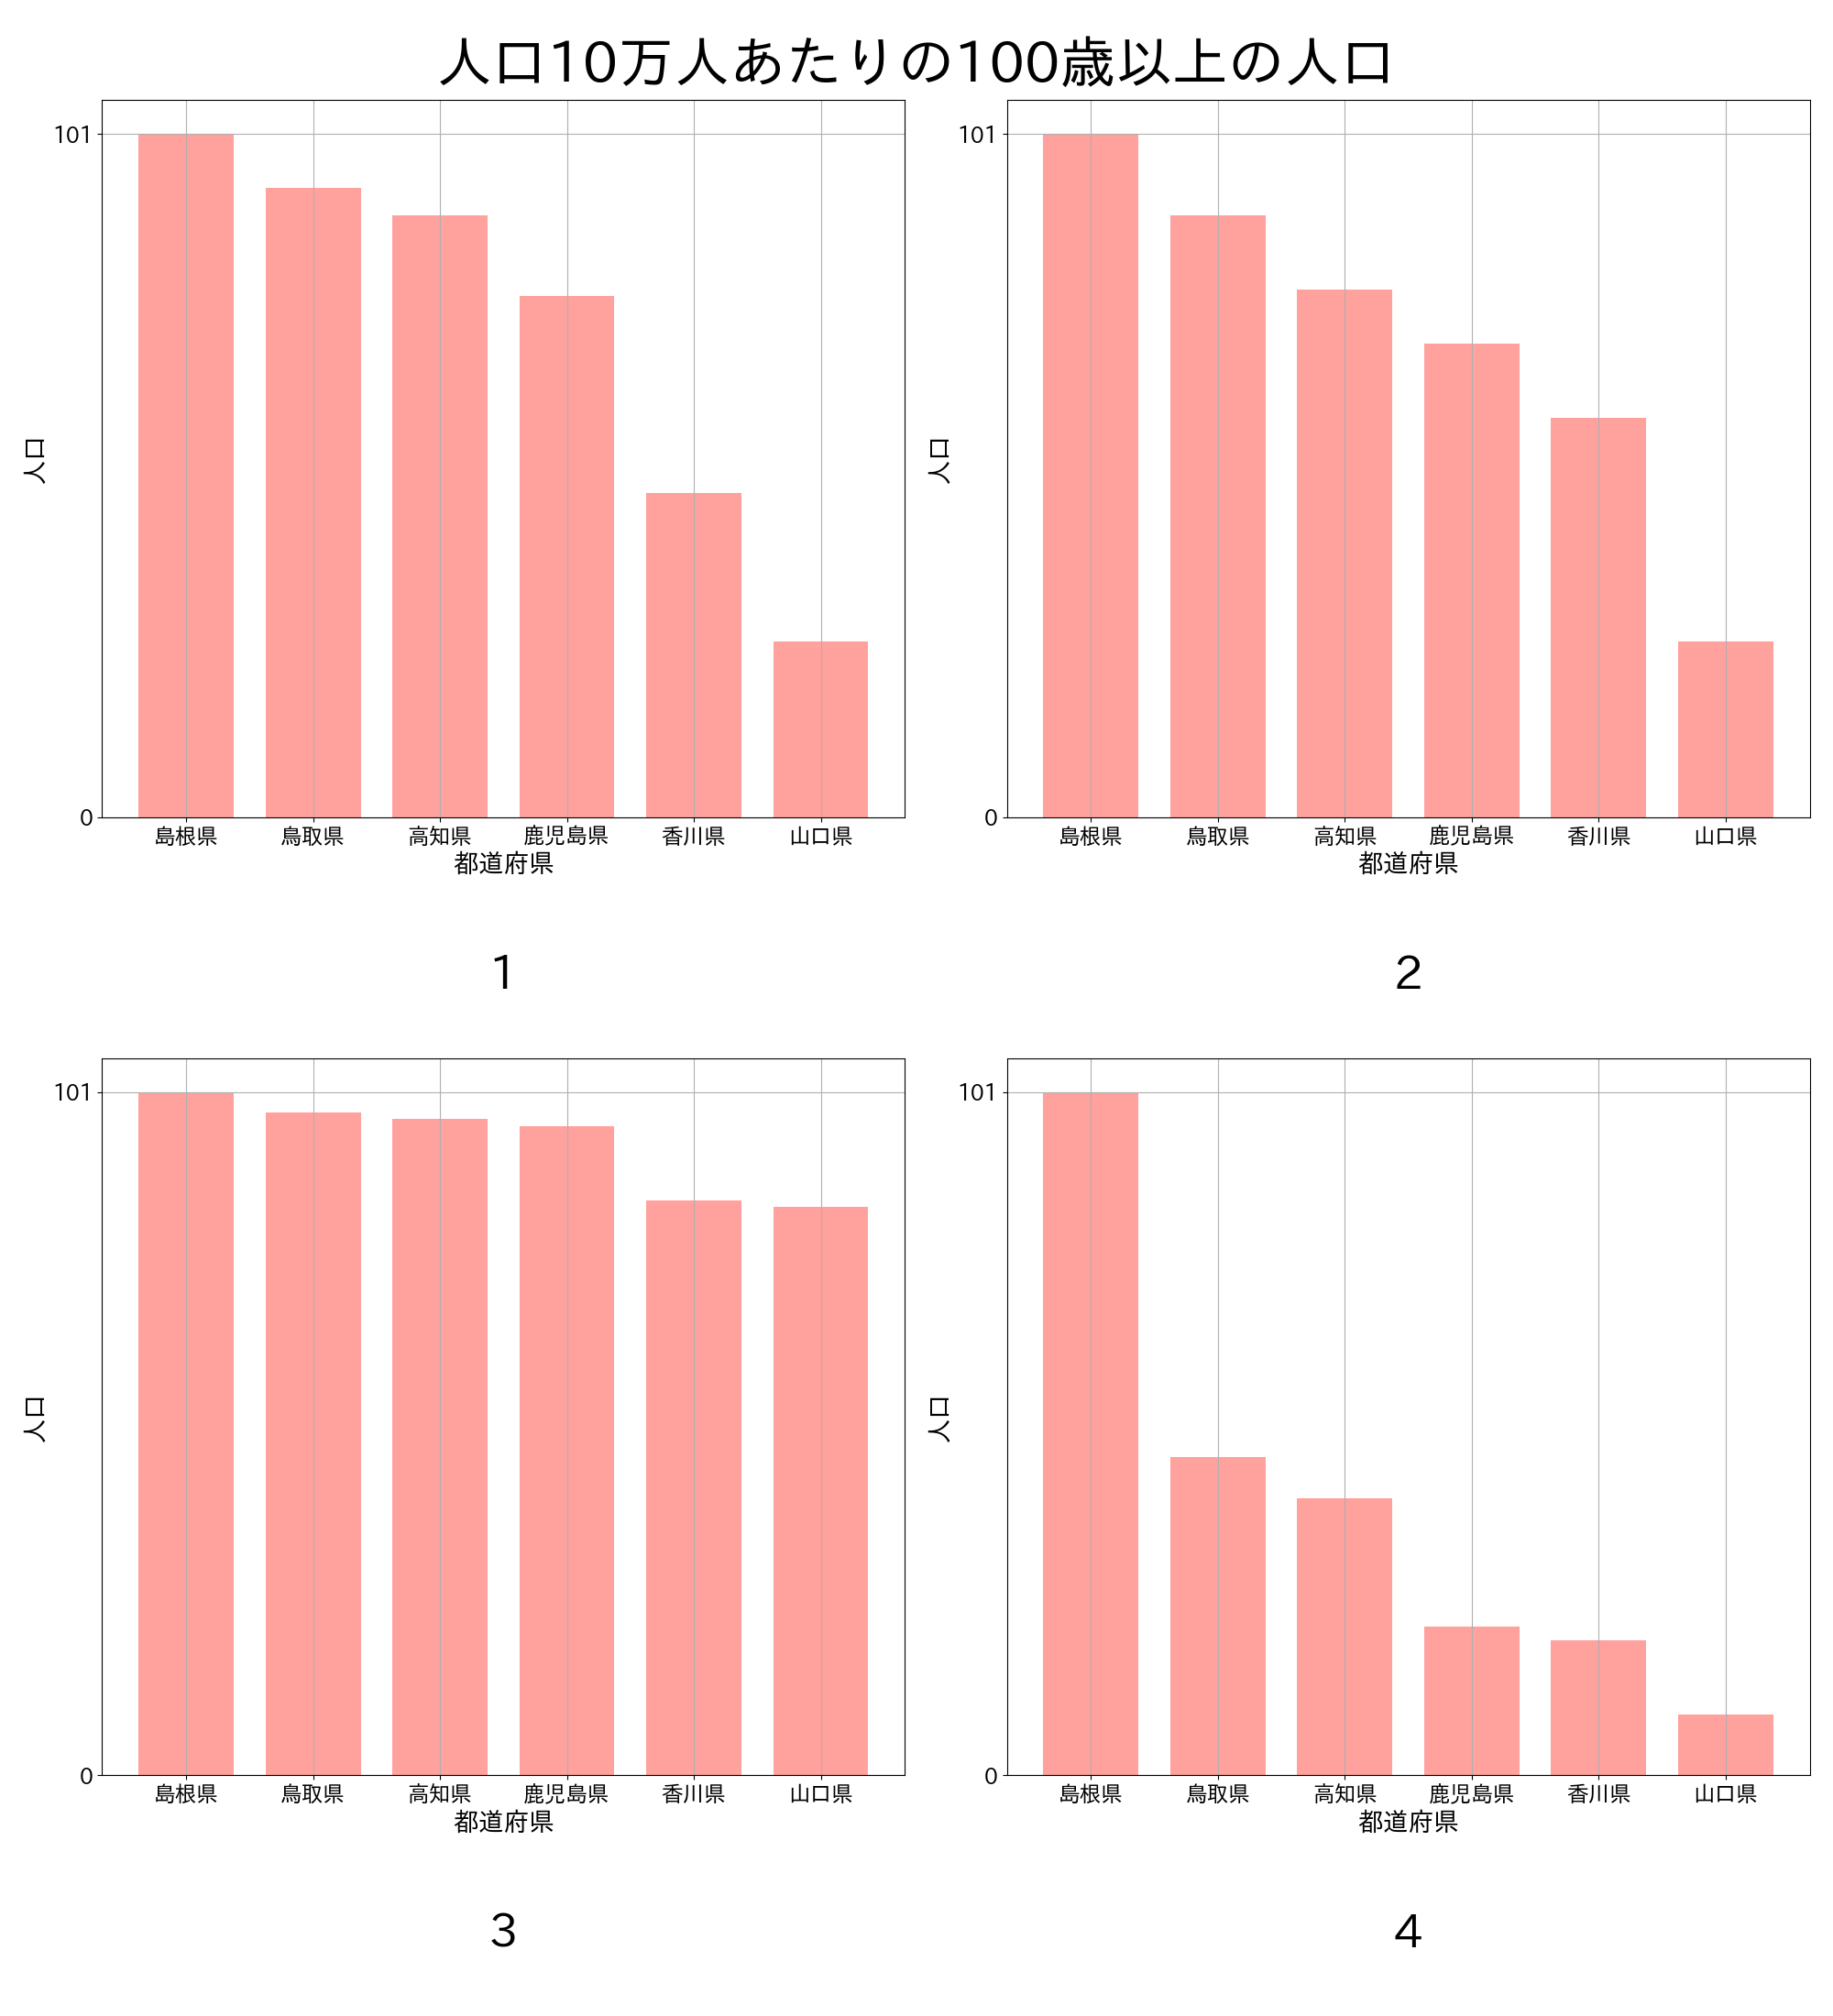 人口10万人あたりの100歳以上の人口
101
人口
0
島根県 鳥取県 高知県 鹿児島県 香川県 山口県
都道府県
1
101
人口
0
島根県 鳥取県 高知県 鹿児島県 香川県 山口県
都道府県
2
101
人口
0
島根県 鳥取県 高知県 鹿児島県 香川県 山口県
都道府県
3
101
人口
0
島根県 鳥取県 高知県 鹿児島県 香川県 山口県
都道府県
4